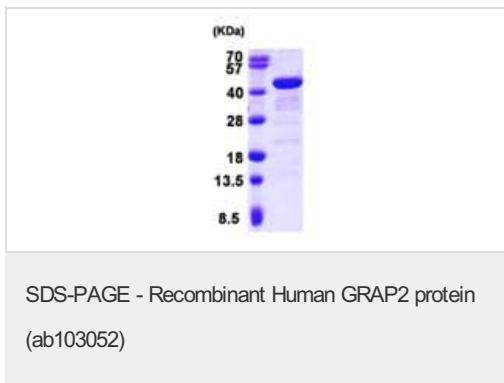 (KDa)
70
57
40
28
18
13.5
8.5
SDS-PAGE - Recombinant Human GRAP2 protein
(ab103052)